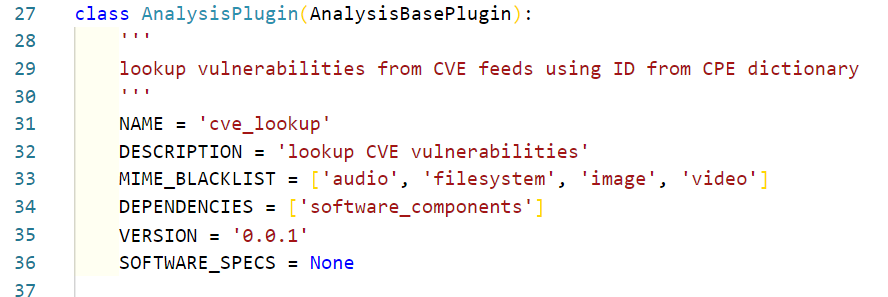 27 class AnalysisPlugin(AnalysisBasePlugin):
28     '''
29     lookup vulnerabilities from CVE feeds using ID from CPE dictionary
30     '''
31     NAME = 'cve_lookup'
32     DESCRIPTION = 'lookup CVE vulnerabilities'
33     MIME_BLACKLIST = ['audio', 'filesystem', 'image', 'video']
34     DEPENDENCIES = ['software_components']
35     VERSION = '0.0.1'
36     SOFTWARE_SPECS = None
37